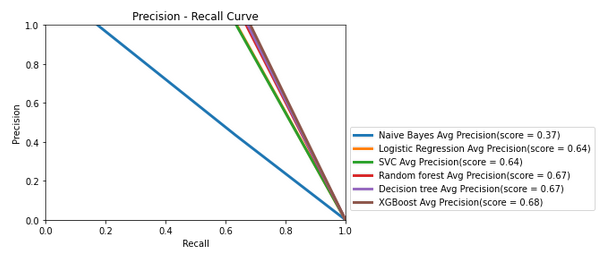 Precision - Recall Curve
1.0
0.8
0.6
0.4
0.2
0.0
Precision
0.0 0.2 0.4 0.6 0.8 1.0
Recall
Naive Bayes Avg Precision(score = 0.37)
Logistic Regression Avg Precision(score = 0.64)
SVC Avg Precision(score = 0.64)
Random forest Avg Precision(score = 0.67)
Decision tree Avg Precision(score = 0.67)
XGBoost Avg Precision(score = 0.68)